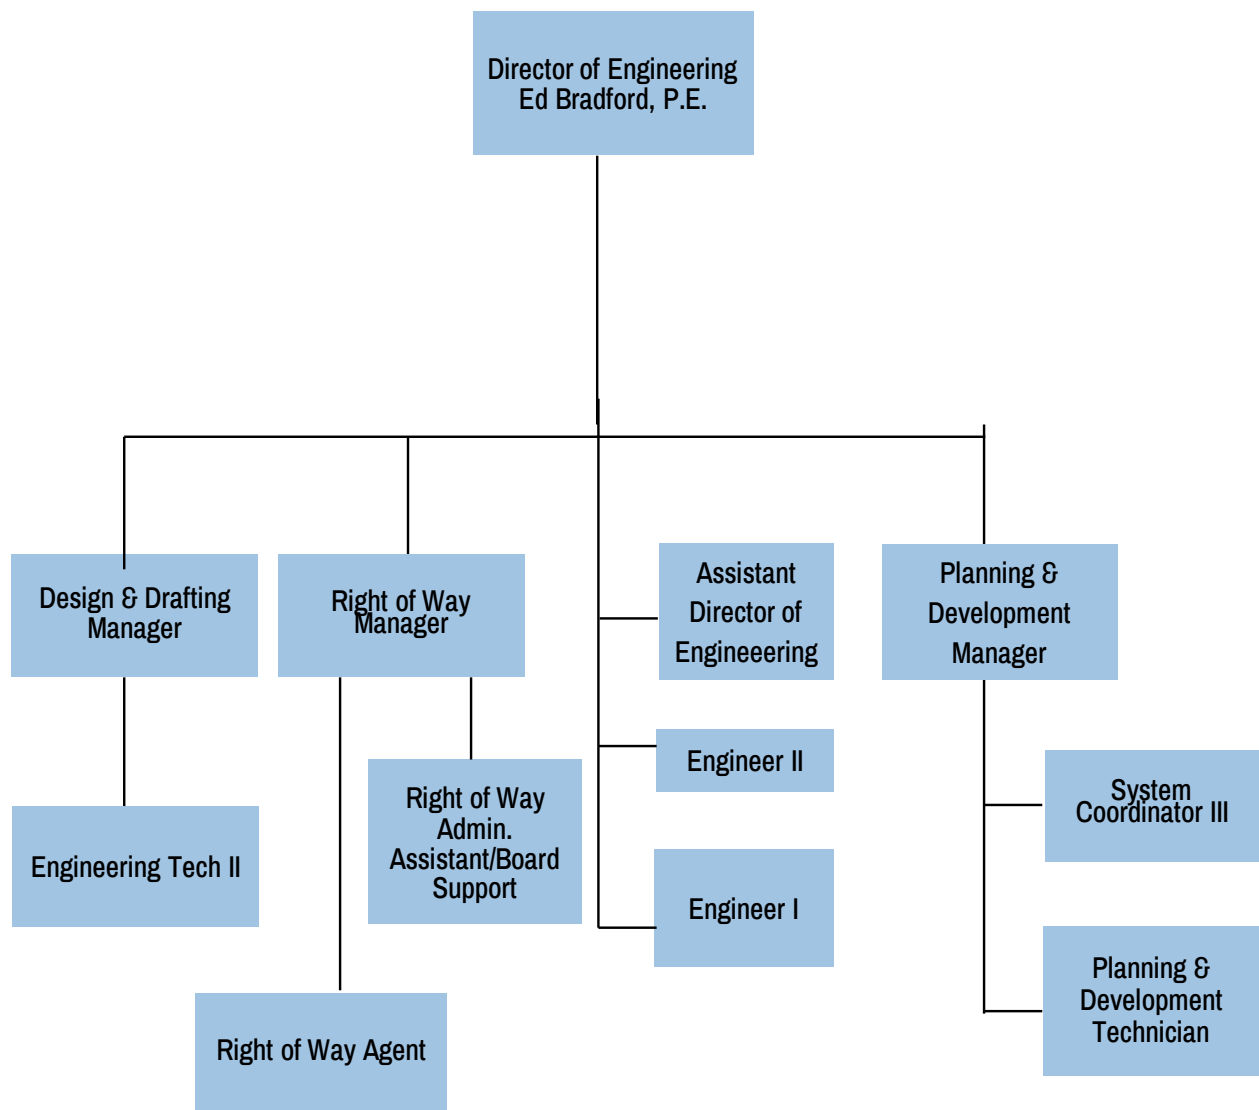 Director of Engineering
Ed Bradford, P.E.
Design & Drafting
Manager
Right of Way
Manager
Assistant
Director of
Engineeering
Planning &
Development
Manager
Engineer II
System
Coordinator III
Right of Way
Admin.
Assistant/Board
Support
Engineering Tech II
Engineer I
Planning &
Development
Technician
Right of Way Agent